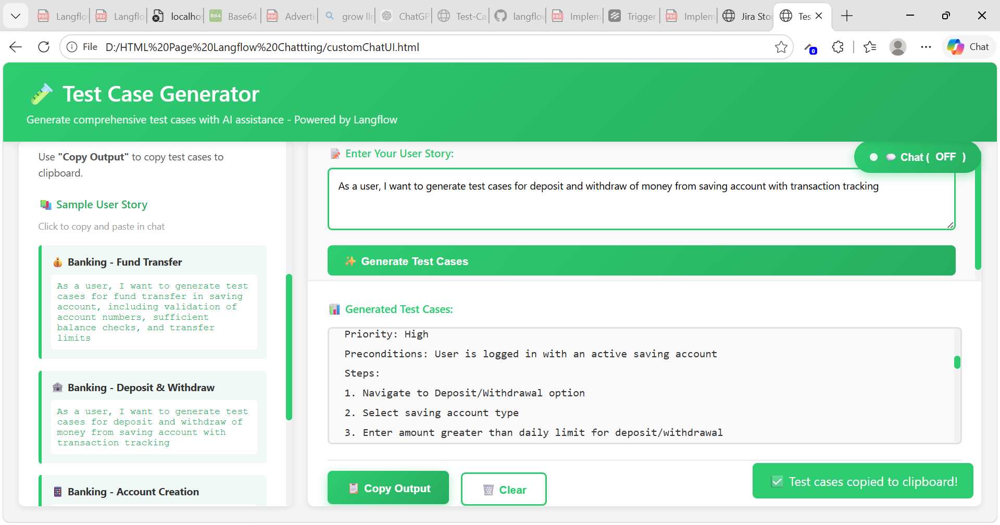 Langflo
Langflo
localho
B64
Base64
Adverti
grow ll
ChatGP
Test-Ca
langflo
Implem
Trigger
Implem
Jira Sto
Tes
File D:/HTML%20Page%20Langflow%20Chattting/customChatUI.html
0
Chat
Test Case Generator
Generate comprehensive test cases with AI assistance - Powered by Langflow
Use "Copy Output" to copy test cases to
clipboard.
Sample User Story
Click to copy and paste in chat
Banking - Fund Transfer
As a user, I want to generate test
cases for fund transfer in saving
account, including validation of
account numbers, sufficient
balance checks, and transfer
limits
Banking - Deposit & Withdraw
As a user, I want to generate test
cases for deposit and withdraw of
money from saving account with
transaction tracking
Banking - Account Creation
Enter Your User Story:
Chat ( OFF )
As a user, I want to generate test cases for deposit and withdraw of money from saving account with transaction tracking
Generate Test Cases
Generated Test Cases:
Priority: High
Preconditions: User is logged in with an active saving account
Steps:
1. Navigate to Deposit/Withdrawal option
2. Select saving account type
3. Enter amount greater than daily limit for deposit/withdrawal
Copy Output
Clear
Test cases copied to clipboard!